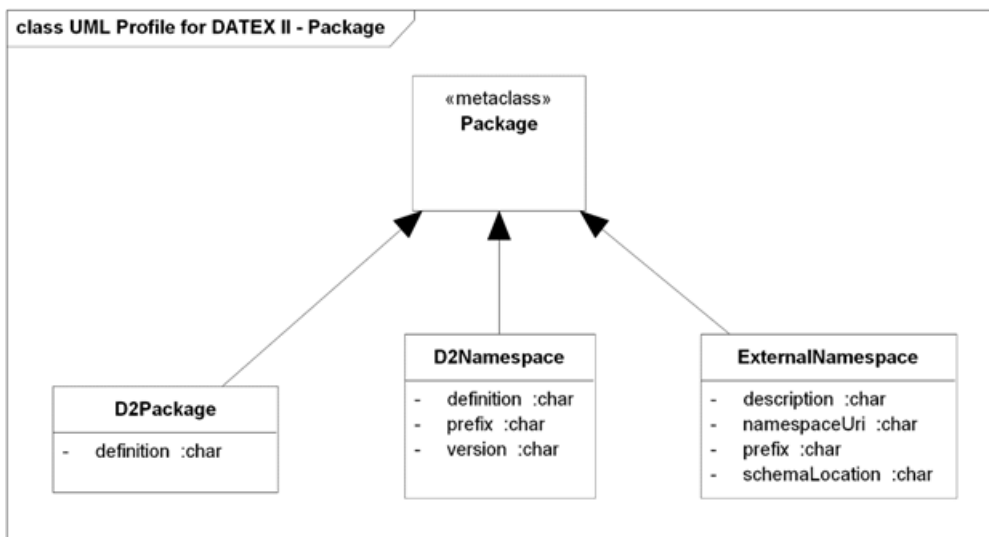 class UML Profile for DATEX II - Package
«metaclass»
Package
D2Package
- definition :char
D2Namespace
- definition :char
- prefix :char
- version :char
ExternalNamespace
- description :char
- namespaceUri :char
- prefix :char
- schemaLocation :char